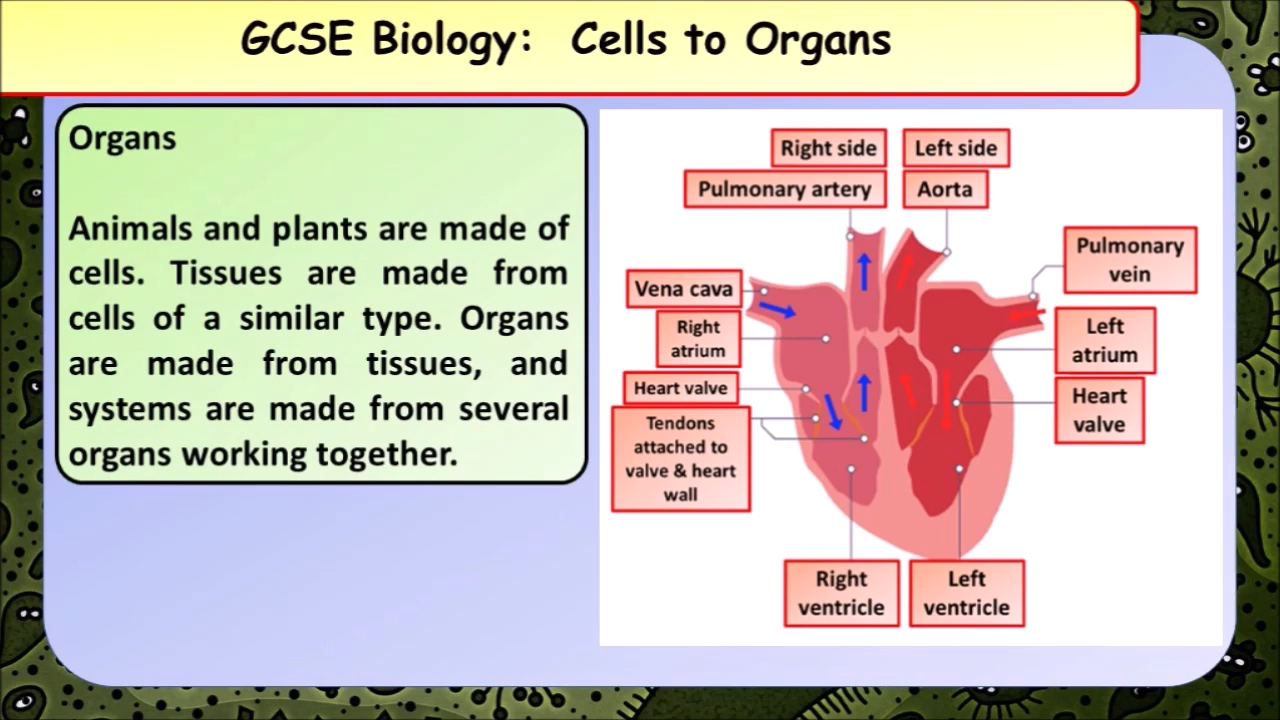 GCSE Biology: Cells to Organs
Organs
Animals and plants are made of
cells. Tissues are made from
cells of a similar type. Organs
are made from tissues, and
systems are made from several
organs working together.
Right side
Left side
Pulmonary artery
Aorta
Pulmonary
vein
Vena cava
Right
atrium
Left
atrium
Heart valve
Heart
valve
Tendons
attached to
valve & heart
wall
Right
ventricle
Left
ventricle